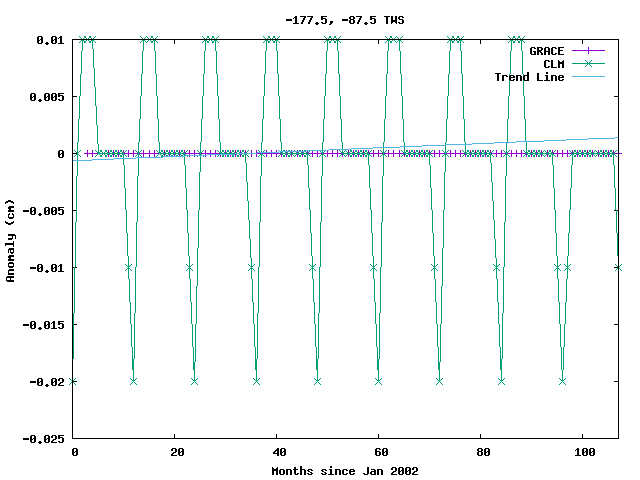 -177.5, -87.5 TWS
0.01
GRACE
CLM
Trend Line
0.005
0
-0.005
Anomaly (cm)
-0.01
-0.015
-0.02
-0.025
0 20 40 60 80 100
Months since Jan 2002